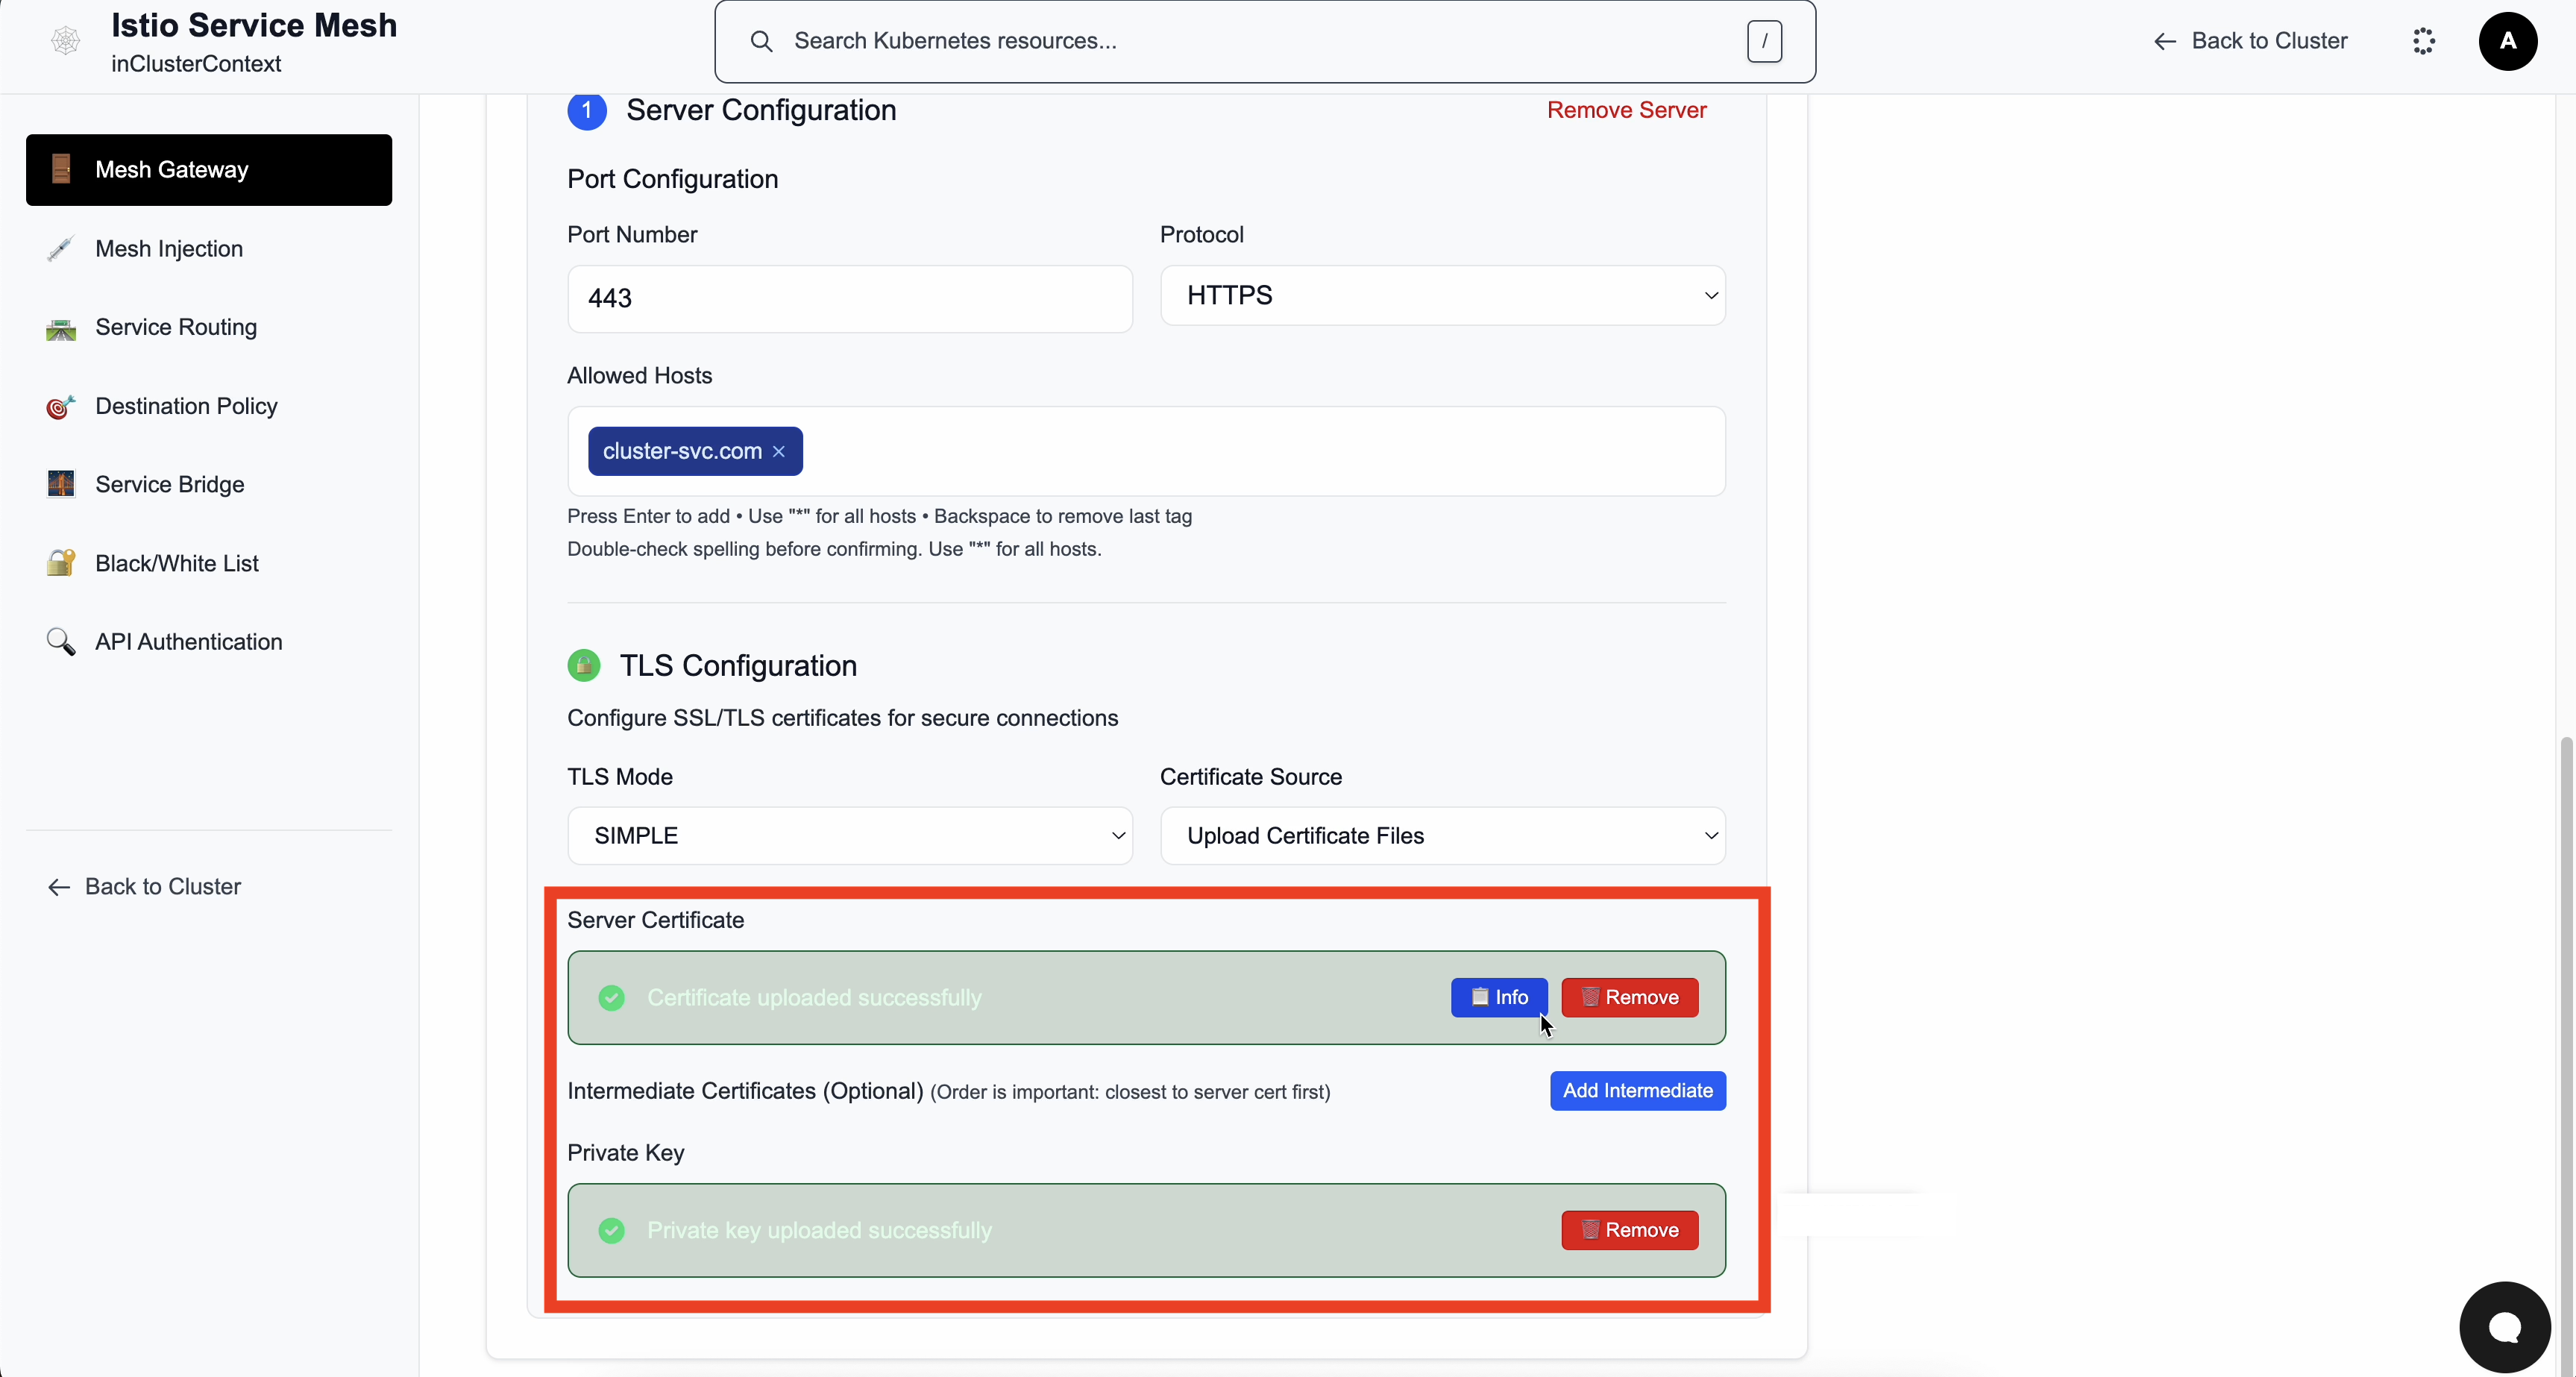 Istio Service Mesh
inClusterContext
Search Kubernetes resources...
/
← Back to Cluster
A
Mesh Gateway
Mesh Injection
Service Routing
Destination Policy
Service Bridge
Black/White List
API Authentication
← Back to Cluster
1 Server Configuration
Remove Server
Port Configuration
Port Number
Protocol
443
HTTPS
Allowed Hosts
cluster-svc.com ×
Press Enter to add • Use "*" for all hosts • Backspace to remove last tag
Double-check spelling before confirming. Use "*" for all hosts.
TLS Configuration
Configure SSL/TLS certificates for secure connections
TLS Mode
Certificate Source
SIMPLE
Upload Certificate Files
Server Certificate
Certificate uploaded successfully
Info
Remove
Intermediate Certificates (Optional) (Order is important: closest to server cert first)
Add Intermediate
Private Key
Private key uploaded successfully
Remove